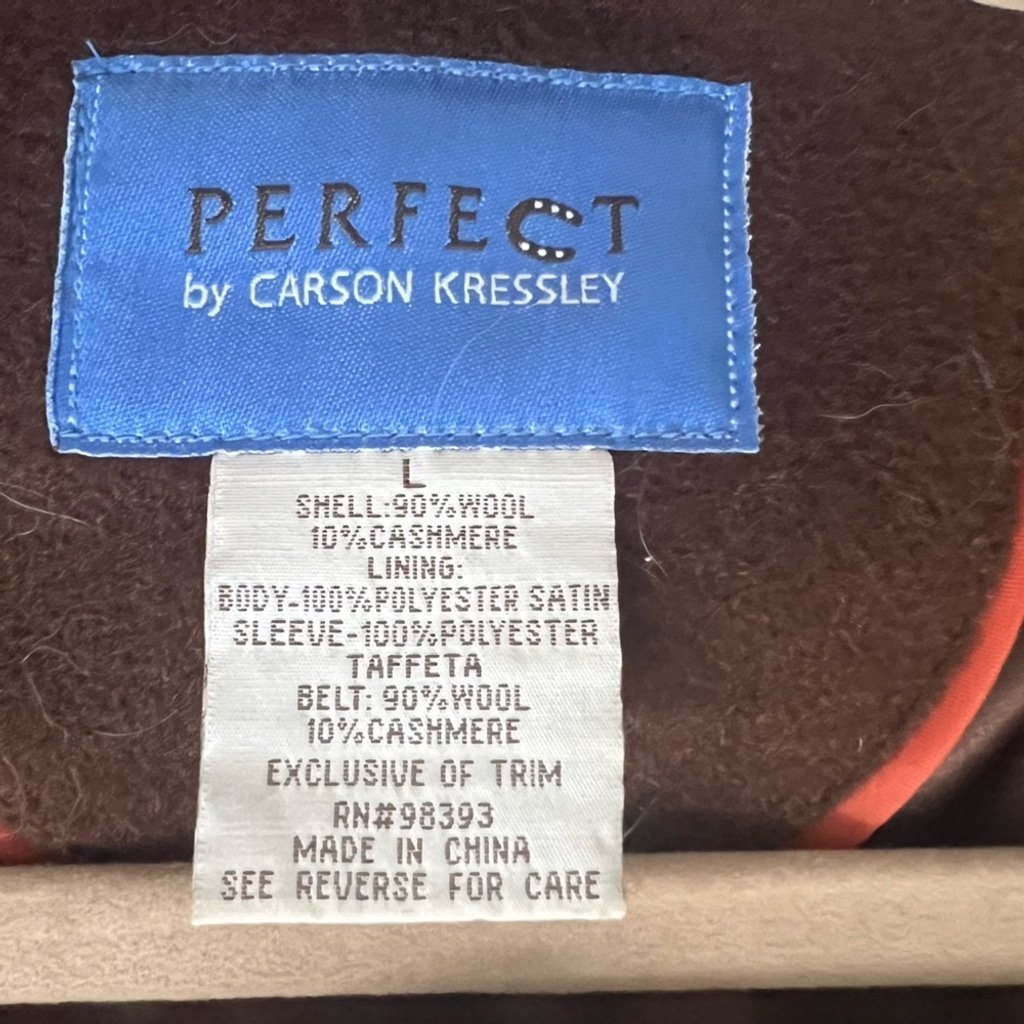 PERFECT
by CARSON KRESSLEY
L
SHELL:90%WOOL
10%CASHMERE
LINING:
BODY-100%POLYESTER SATIN
SLEEVE-100%POLYESTER
TAFFETA
BELT: 90%WOOL
10%CASHMERE
EXCLUSIVE OF TRIM
RN#98393
MADE IN CHINA
SEE REVERSE FOR CARE